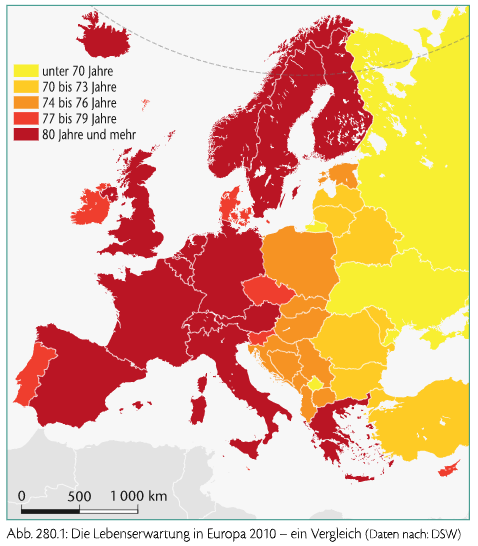 unter 70 Jahre
70 bis 73 Jahre
74 bis 76 Jahre
77 bis 79 Jahre
80 Jahre und mehr
0 500 1 000 km
Abb. 280.1: Die Lebenserwartung in Europa 2010 – ein Vergleich (Daten nach: DSW)